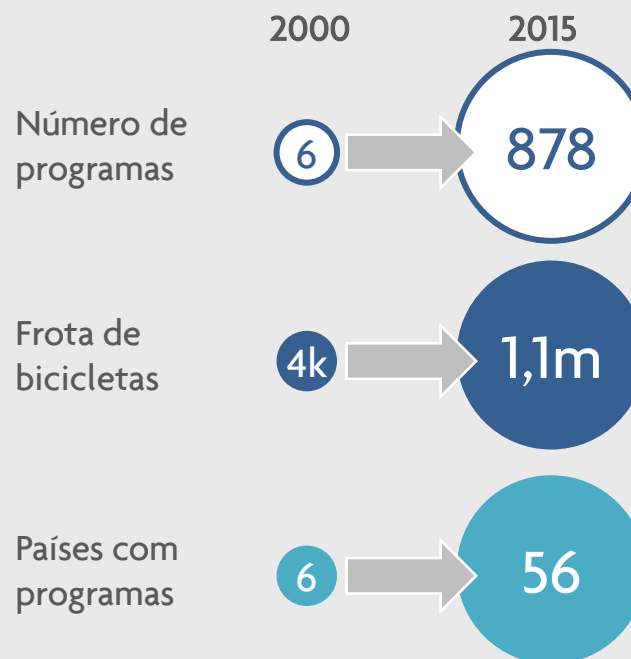 2000 2015
Número de
programas
6 878
Frota de
bicicletas
4k 1,1m
Países com
programas
6 56